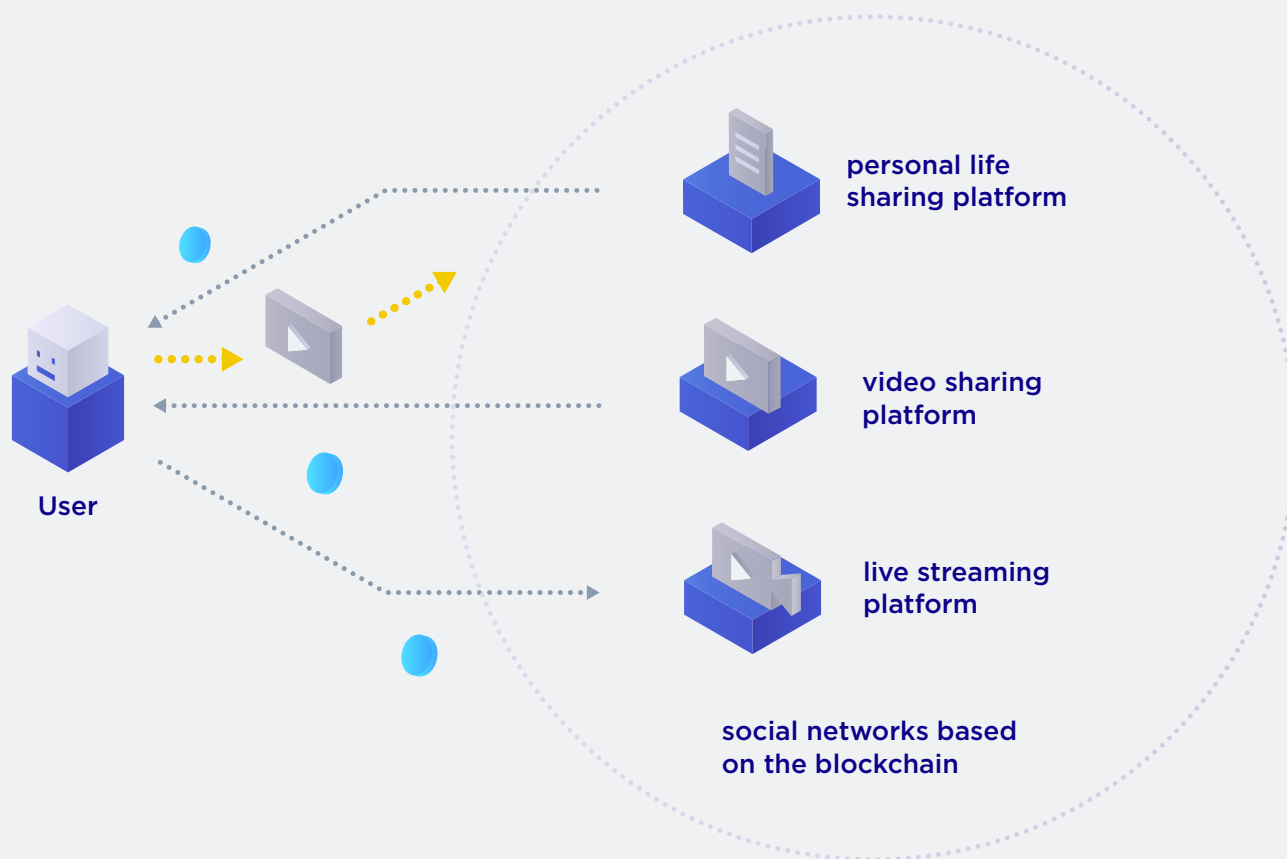 personal life
sharing platform
video sharing
platform
User
live streaming
platform
social networks based
on the blockchain